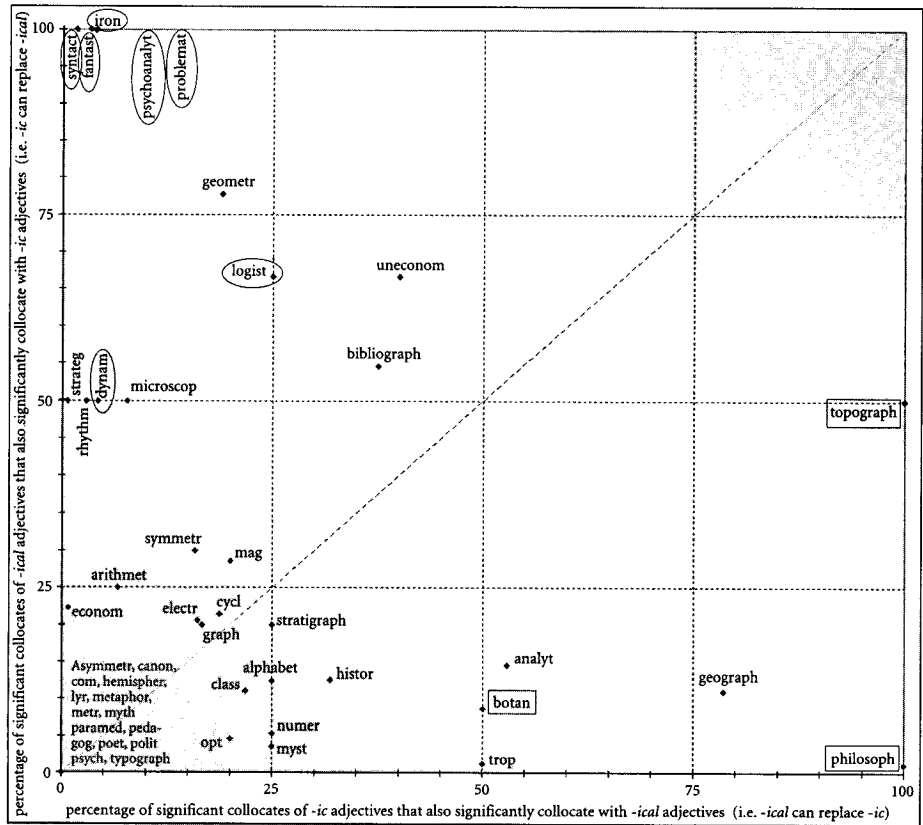 percentage of significant collocates of -ical adjectives that also significantly collocate with -ic adjectives (i.e. -ic can replace -ical)
100
iron
syntact
fantast
psychoanalyt
problemat
geometr
75
logist
uneconom
bibliograph
strateg
dynam
microscop
50
rhythm
topograph
symmetr
mag
arithmet
25
econom
electr
cycl
graph
stratigraph
Asymmetr, canon,
com, hemispher,
lyr, metaphor,
metr, myth
paramed, peda-
gog, poet, polit
psych, typograph
alphabet
class
histor
analyt
geograph
botan
opt
numer
myst
trop
philosoph
0
0
25
50
75
100
percentage of significant collocates of -ic adjectives that also significantly collocate with -ical adjectives (i.e. -ical can replace -ic)